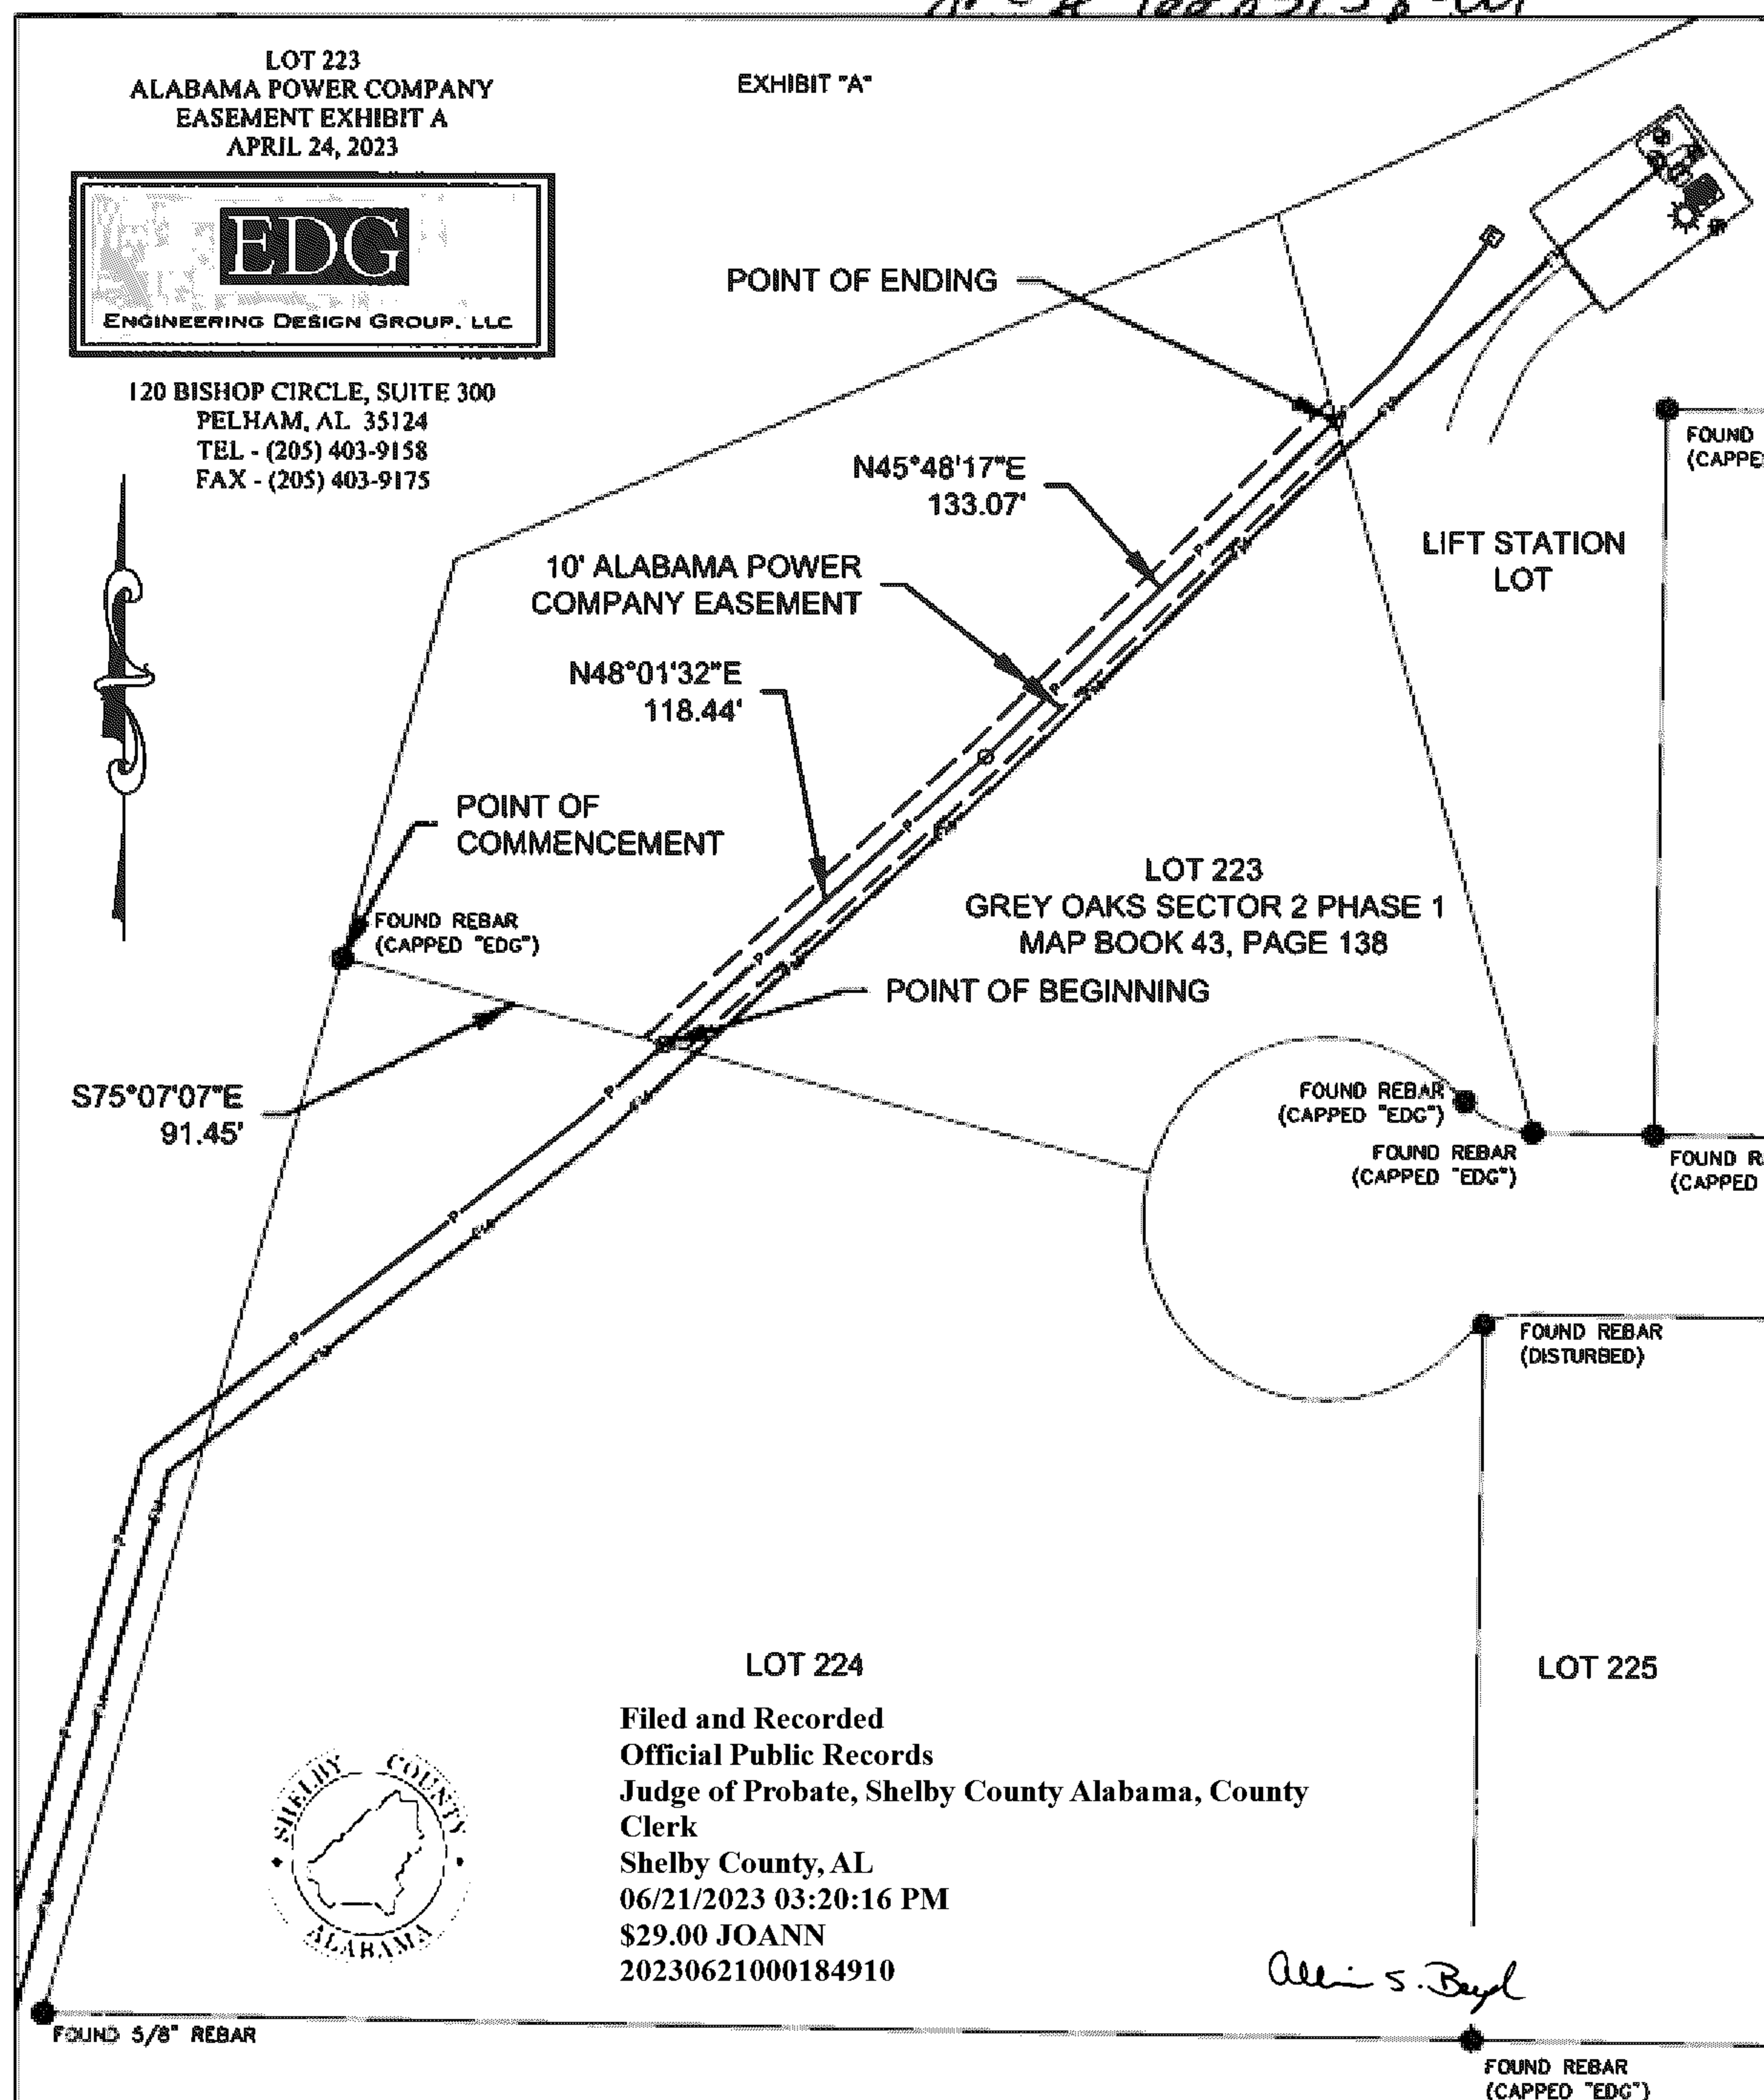 LOT 223
ALABAMA POWER COMPANY
EASEMENT EXHIBIT A
APRIL 24, 2023
EXHIBIT "A"
EDG
ENGINEERING DESIGN GROUP, LLC
120 BISHOP CIRCLE, SUITE 300
PELHAM, AL 35124
TEL - (205) 403-9158
FAX - (205) 403-9175
POINT OF ENDING
N45°48'17"E
133.07'
FOUND
LIFT STATION
LOT
10' ALABAMA POWER
COMPANY EASEMENT
N48°01'32"E
118.44'
POINT OF
COMMENCEMENT
FOUND REBAR
(CAPPED "EDG")
LOT 223
GREY OAKS SECTOR 2 PHASE 1
MAP BOOK 43, PAGE 138
POINT OF BEGINNING
S75°07'07"E
91.45'
FOUND REBAR
(CAPPED "EDG")
FOUND REBAR
(CAPPED "EDG")
FOUND
(CAPPED
FOUND REBAR
(DISTURBED)
LOT 224
LOT 225
Filed and Recorded
Official Public Records
Judge of Probate, Shelby County Alabama, County
Clerk
Shelby County, AL
06/21/2023 03:20:16 PM
$29.00 JOANN
20230621000184910
SHELBY COUNTY
ALABAMA
S. Boyd
FOUND 5/8" REBAR
FOUND REBAR
(CAPPED "EDG")